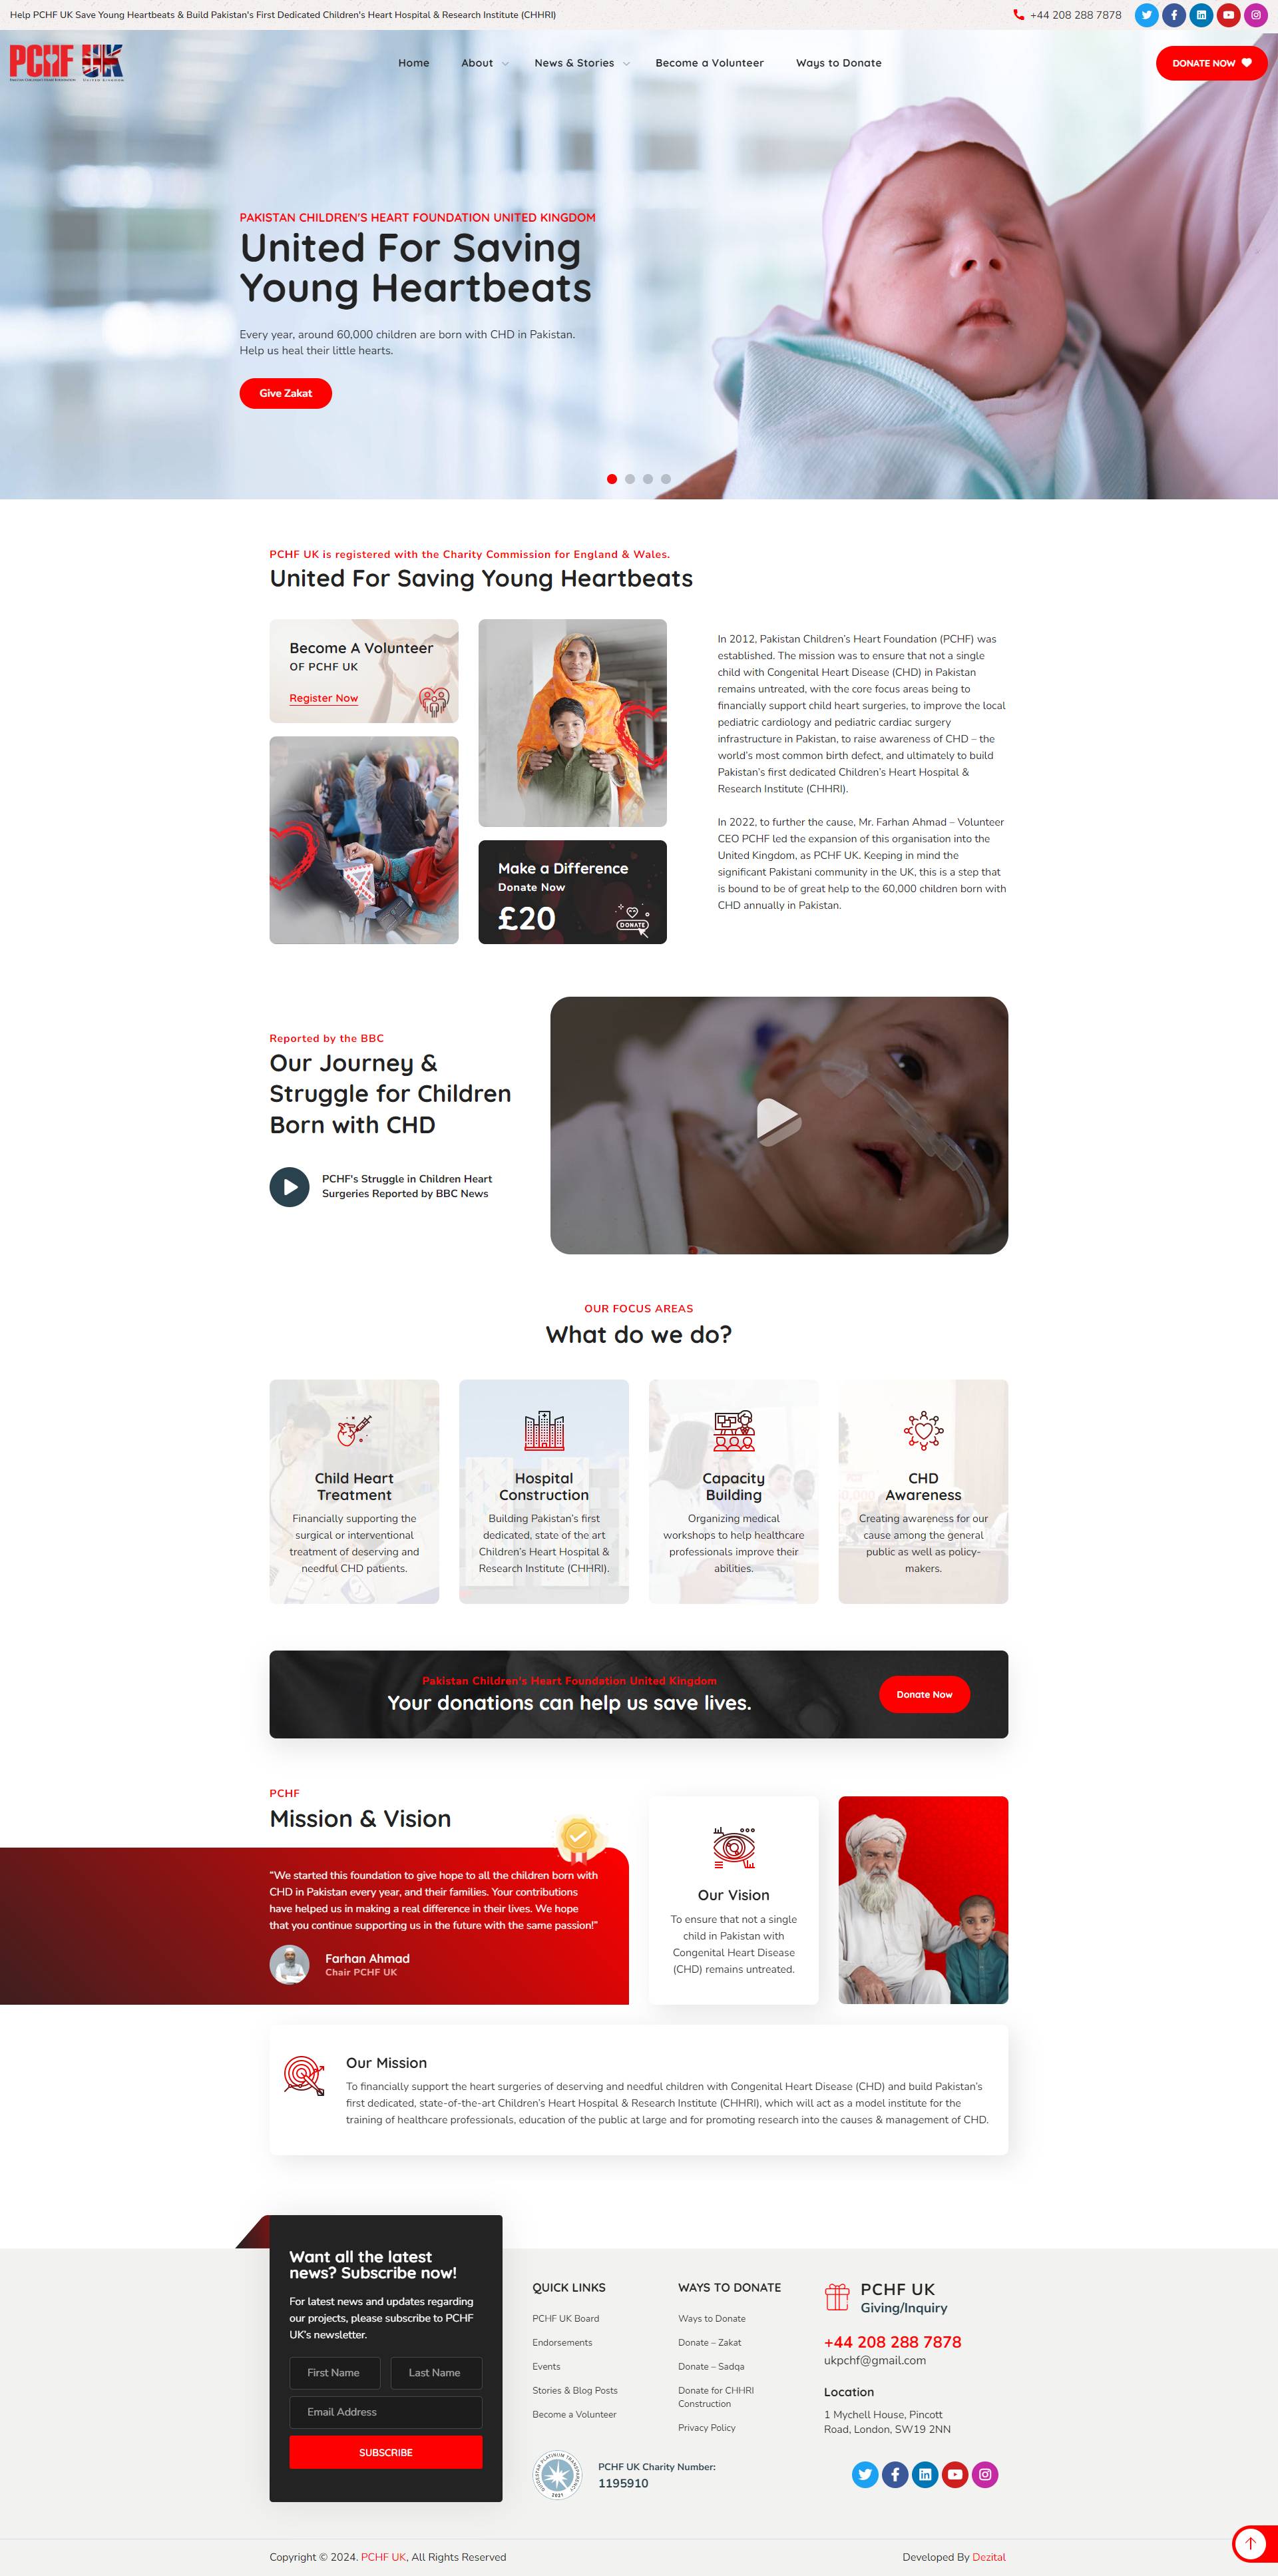 Help PCHF UK Save Young Heartbeats & Build Pakistan's First Dedicated Children's Heart Hospital & Research Institute (CHHRI)
+44 208 288 7878
PCHF UK
Home
About
News & Stories
Become a Volunteer
Ways to Donate
DONATE NOW
PAKISTAN CHILDREN'S HEART FOUNDATION UNITED KINGDOM
United For Saving
Young Heartbeats
Every year, around 60,000 children are born with CHD in Pakistan.
Help us heal their little hearts.
Give Zakat
PCHF UK is registered with the Charity Commission for England & Wales.
United For Saving Young Heartbeats
Become A Volunteer
OF PCHF UK
Register Now
Make a Difference
Donate Now
£20
DONATE
In 2012, Pakistan Children’s Heart Foundation (PCHF) was
established. The mission was to ensure that not a single
child with Congenital Heart Disease (CHD) in Pakistan
remains untreated, with the core focus areas being to
financially support child heart surgeries, to improve the local
pediatric cardiology and pediatric cardiac surgery
infrastructure in Pakistan, to raise awareness of CHD – the
world’s most common birth defect, and ultimately to build
Pakistan’s first dedicated Children’s Heart Hospital &
Research Institute (CHHRI).
In 2022, to further the cause, Mr. Farhan Ahmad – Volunteer
CEO PCHF led the expansion of this organisation into the
United Kingdom, as PCHF UK. Keeping in mind the
significant Pakistani community in the UK, this is a step that
is bound to be of great help to the 60,000 children born with
CHD annually in Pakistan.
Reported by the BBC
Our Journey &
Struggle for Children
Born with CHD
PCHF's Struggle in Children Heart
Surgeries Reported by BBC News
OUR FOCUS AREAS
What do we do?
Child Heart
Treatment
Financially supporting the
surgical or interventional
treatment of deserving and
needful CHD patients.
Hospital
Construction
Building Pakistan’s first
dedicated, state of the art
Children’s Heart Hospital &
Research Institute (CHHRI).
Capacity
Building
Organizing medical
workshops to help healthcare
professionals improve their
abilities.
CHD
Awareness
Creating awareness for our
cause among the general
public as well as policy-
makers.
Pakistan Children's Heart Foundation United Kingdom
Your donations can help us save lives.
Donate Now
PCHF
Mission & Vision
“We started this foundation to give hope to all the children born with
CHD in Pakistan every year, and their families. Your contributions
have helped us in making a real difference in their lives. We hope
that you continue supporting us in the future with the same passion!”
Farhan Ahmad
Chair PCHF UK
Our Vision
To ensure that not a single
child in Pakistan with
Congenital Heart Disease
(CHD) remains untreated.
Our Mission
To financially support the heart surgeries of deserving and needful children with Congenital Heart Disease (CHD) and build Pakistan’s
first dedicated, state-of-the-art Children’s Heart Hospital & Research Institute (CHHRI), which will act as a model institute for the
training of healthcare professionals, education of the public at large and for promoting research into the causes & management of CHD.
Want all the latest
news? Subscribe now!
For latest news and updates regarding
our projects, please subscribe to PCHF
UK’s newsletter.
First Name
Last Name
Email Address
SUBSCRIBE
QUICK LINKS
PCHF UK Board
Endorsements
Events
Stories & Blog Posts
Become a Volunteer
WAYS TO DONATE
Ways to Donate
Donate – Zakat
Donate – Sadqa
Donate for CHHRI
Construction
Privacy Policy
PCHF UK
Giving/Inquiry
+44 208 288 7878
ukpchf@gmail.com
Location
1 Mychell House, Pincott
Road, London, SW19 2NN
PCHF UK Charity Number:
1195910
Copyright © 2024. PCHF UK, All Rights Reserved
Developed By Dezital